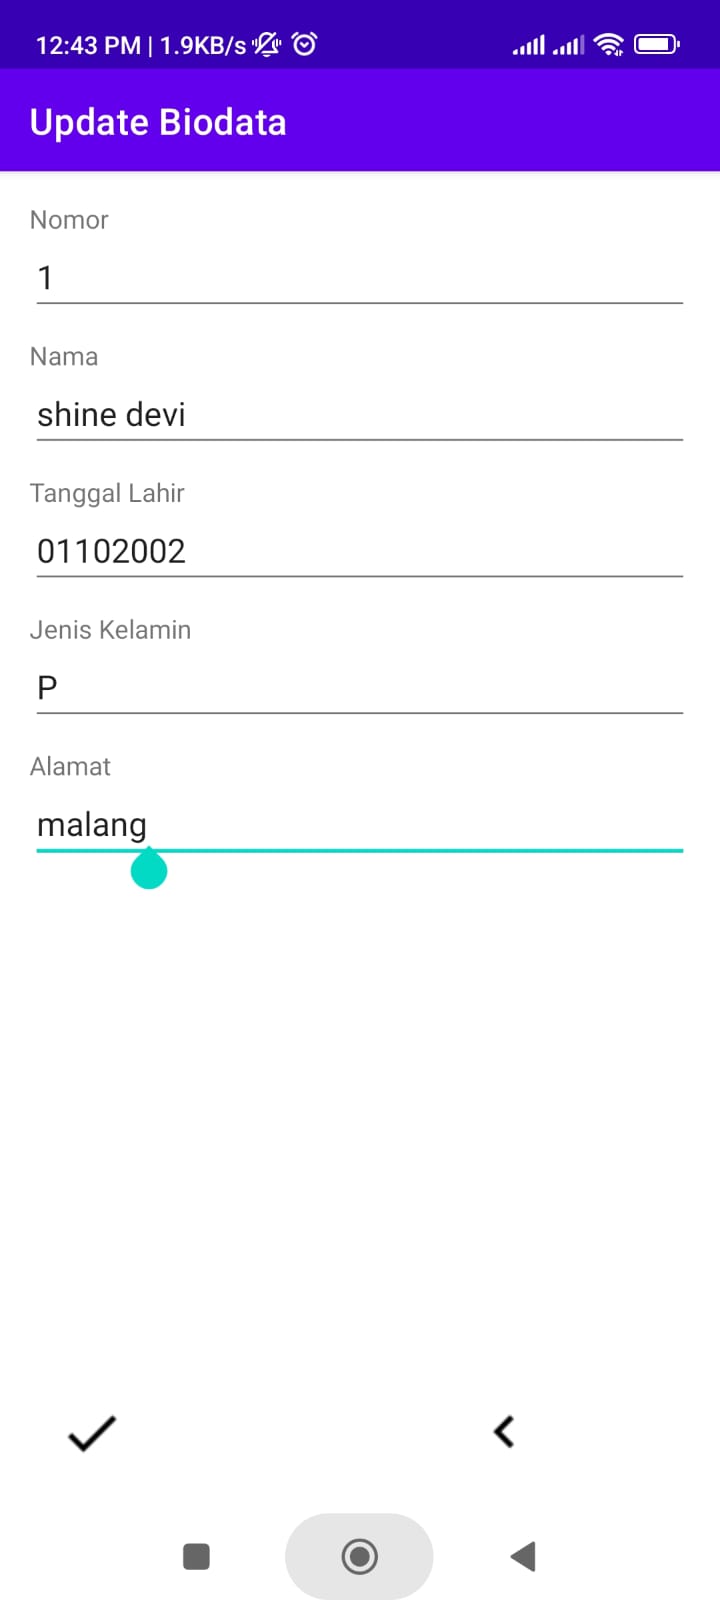 12:43 PM | 1.9KB/s
Update Biodata
Nomor
1
Nama
shine devi
Tanggal Lahir
01102002
Jenis Kelamin
P
Alamat
malang